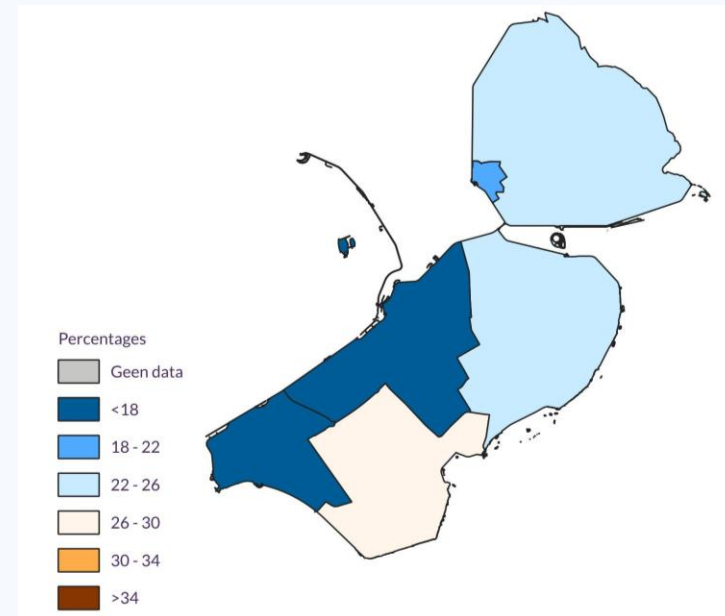 Percentages
Geen data
<18
18 - 22
22 - 26
26 - 30
30 - 34
>34